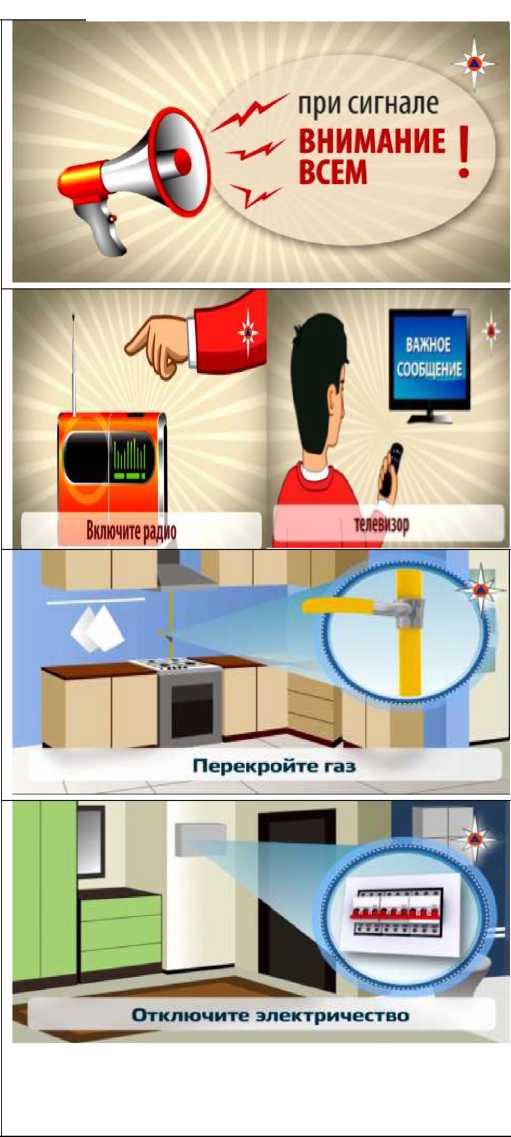 при сигнале
ВНИМАНИЕ
ВСЕМ !
ВАЖНОЕ
СООБЩЕНИЕ
Включите радио
телевизор
Перекройте газ
Отключите электричество